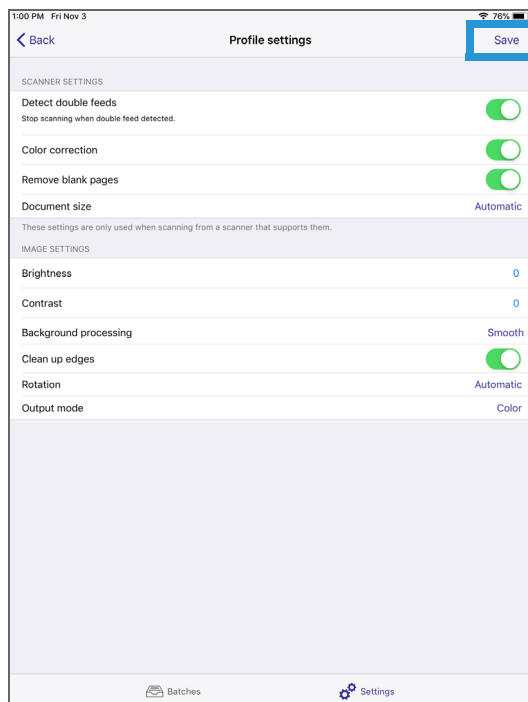 1:00 PM Fri Nov 3 76%
Back Profile settings Save
SCANNER SETTINGS
Detect double feeds
Stop scanning when double feed detected.
Color correction
Remove blank pages
Document size Automatic
These settings are only used when scanning from a scanner that supports them.
IMAGE SETTINGS
Brightness 0
Contrast 0
Background processing Smooth
Clean up edges
Rotation Automatic
Output mode Color
Batches Settings